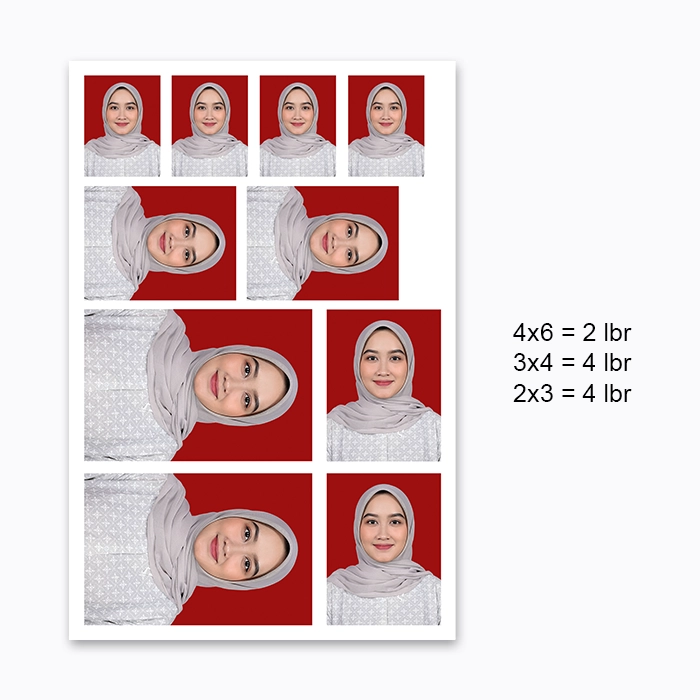 4x6 = 2 lbr
3x4 = 4 lbr
2x3 = 4 lbr